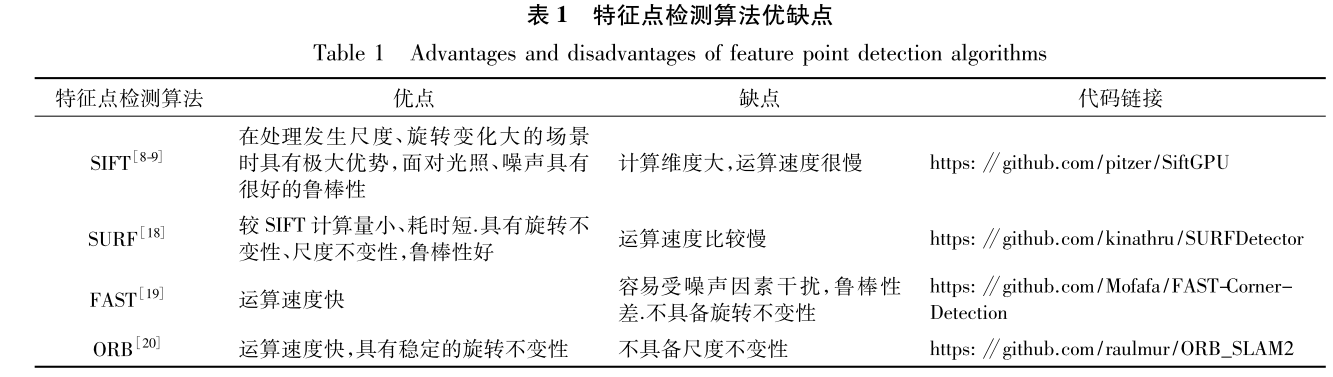 表 1 特征点检测算法优缺点
Table 1 Advantages and disadvantages of feature point detection algorithms
特征点检测算法 优点 缺点 代码链接
SIFT[8-9]
在处理发生尺度、旋转变化大的场景
时具有极大优势,面对光照、噪声具有
很好的鲁棒性
计算维度大,运算速度很慢
https: //github.com/pitzer/SiftGPU
SURF[18]
较 SIFT 计算量小、耗时短.具有旋转不
变性、尺度不变性,鲁棒性好
运算速度比较慢
https: //github.com/kinathru/SURFDetector
FAST[19]
运算速度快
容易受噪声因素干扰,鲁棒性
差.不具备旋转不变性
https: //github.com/Mofafa/FAST-Corner-
Detection
ORB[20]
运算速度快,具有稳定的旋转不变性
不具备尺度不变性
https: //github.com/raulmur/ORB_SLAM2